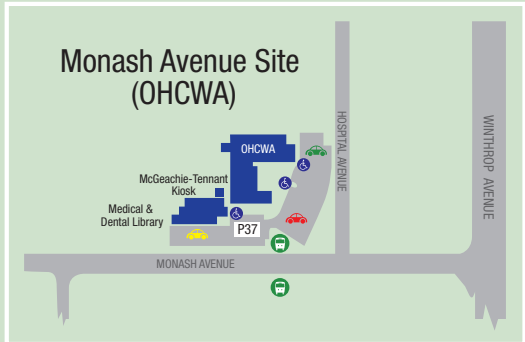 Monash Avenue Site
(OHCWA)
OHCWA
McGeachie-Tennant
Kiosk
Medical &
Dental Library
P37
MONASH AVENUE
HOSPITAL AVENUE
WINTHROP AVENUE